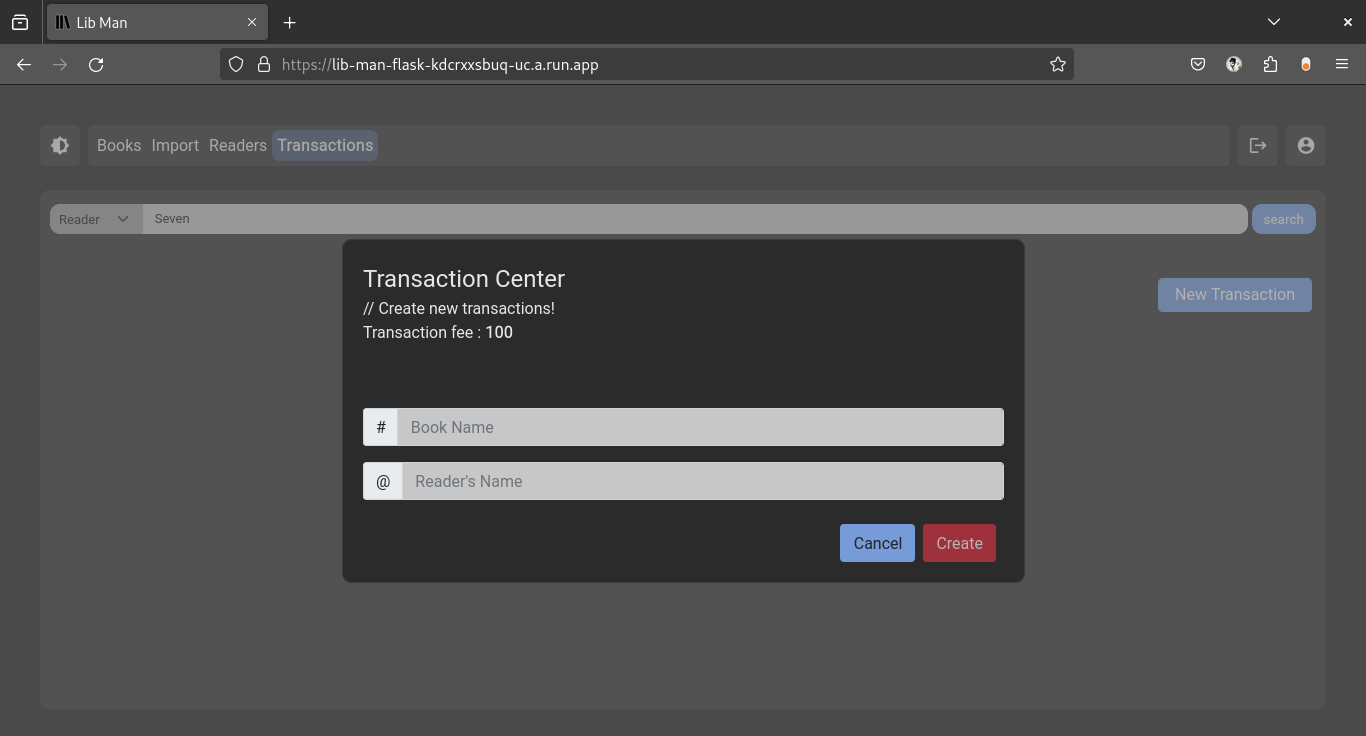 Lib Man
https://lib-man-flask-kdcrxxsbuq-uc.a.run.app
Books Import Readers Transactions
Reader Seven search
New Transaction
Transaction Center
// Create new transactions!
Transaction fee : 100
# Book Name
@ Reader's Name
Cancel Create